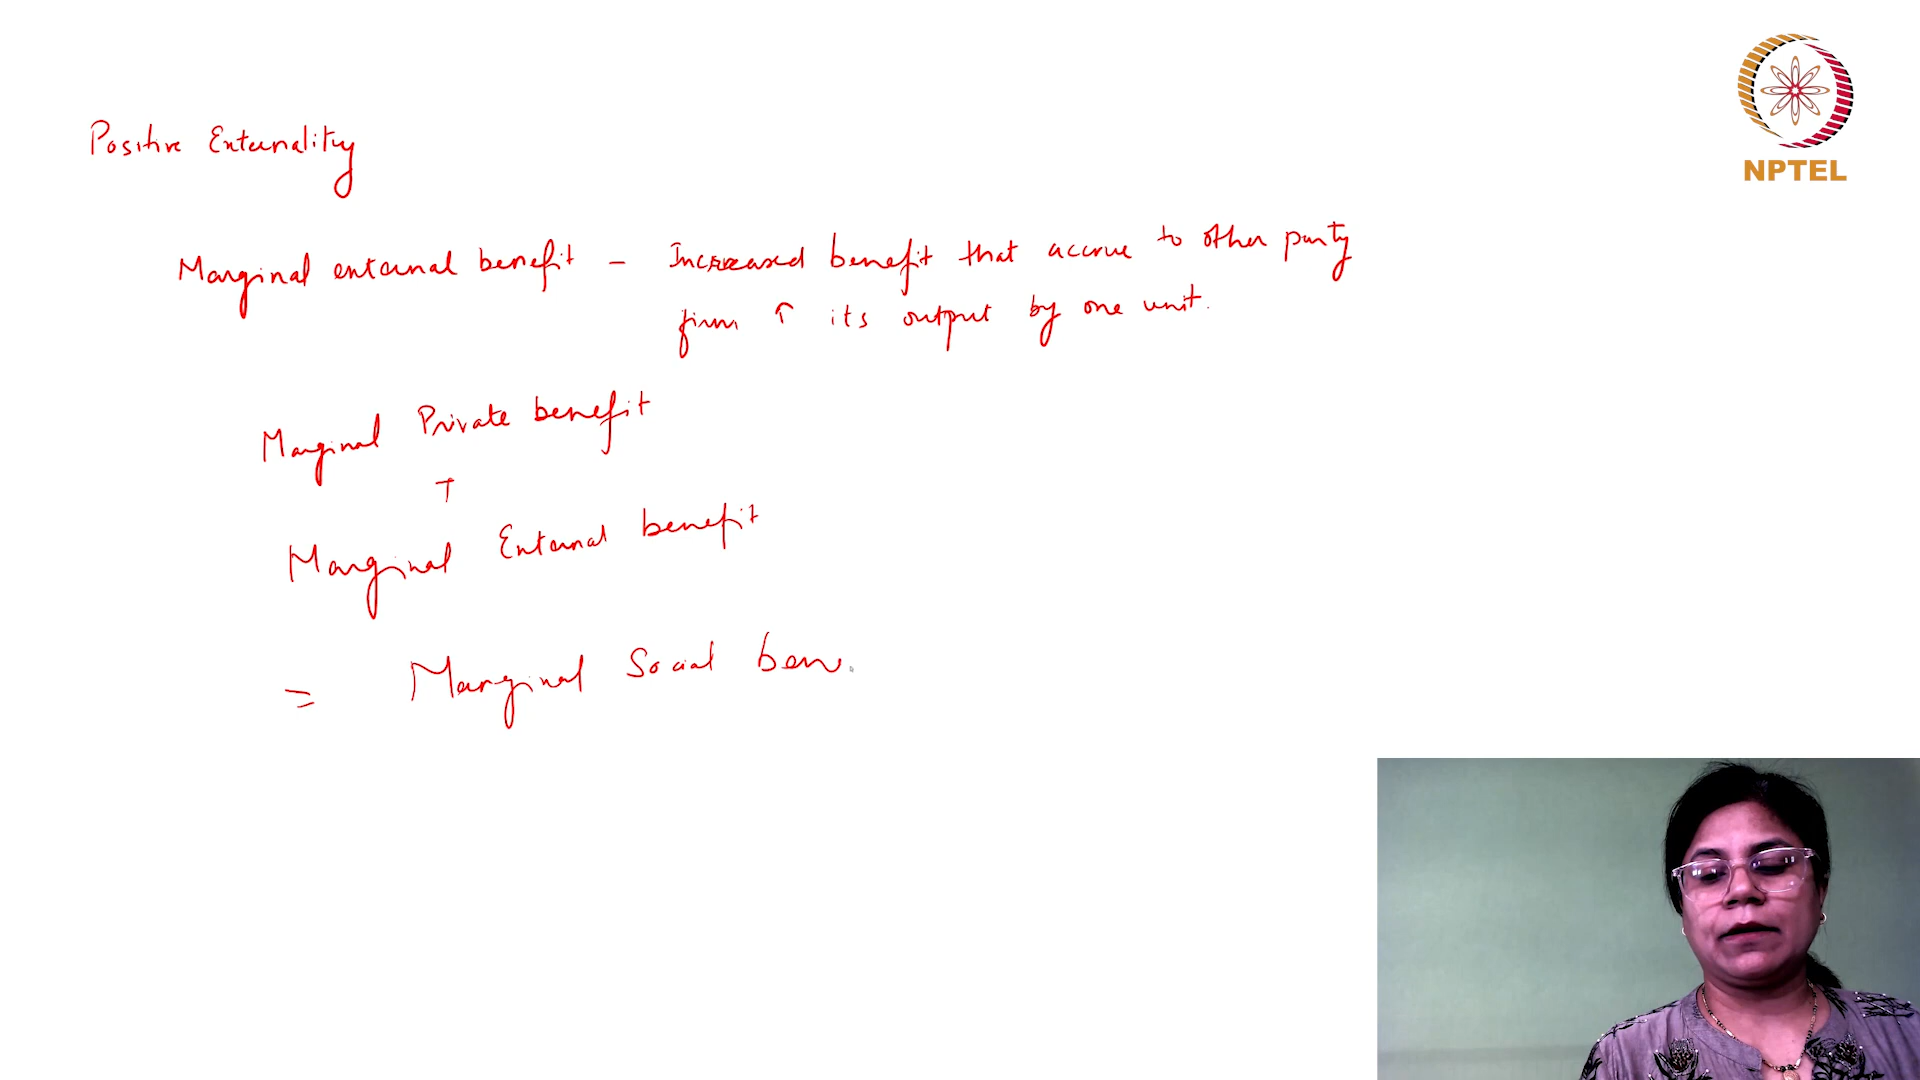 Positive Externality
NPTEL
Marginal external benefit - Increased benefit that accrue to other party
firm ↑ its output by one unit.
Marginal Private benefit
+
Marginal External benefit
= Marginal Social ben